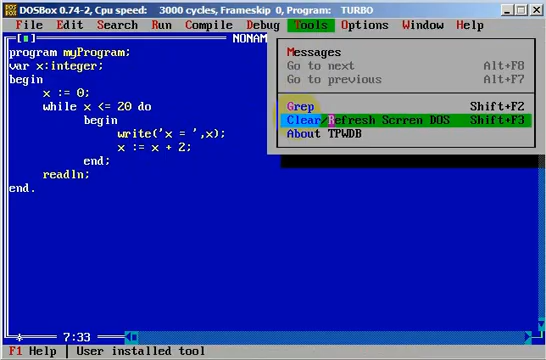 DOSBox 0.74-2, Cpu speed: 3000 cycles, Frameskip 0, Program: TURBO
File Edit Search Run Compile Debug Tools Options Window Help
NONAM
program myProgram;
var x:integer;
begin
x := 0;
while x <= 20 do
begin
write('x = ',x);
x := x + 2;
end;
readln;
end.
Messages
Go to next Alt+F8
Go to previous Alt+F7
Grep Shift+F2
Clear/Refresh Scrren DOS Shift+F3
About TPWDB
7:33
F1 Help | User installed tool